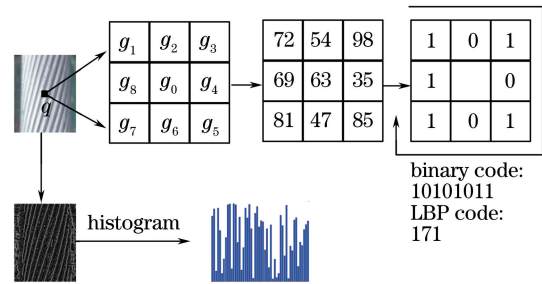 g1 g2 g3
g8 g0 g4
g7 g6 g5
72 54 98
69 63 35
81 47 85
1 0 1
1 0
1 0 1
q
binary code:
10101011
LBP code:
171
histogram